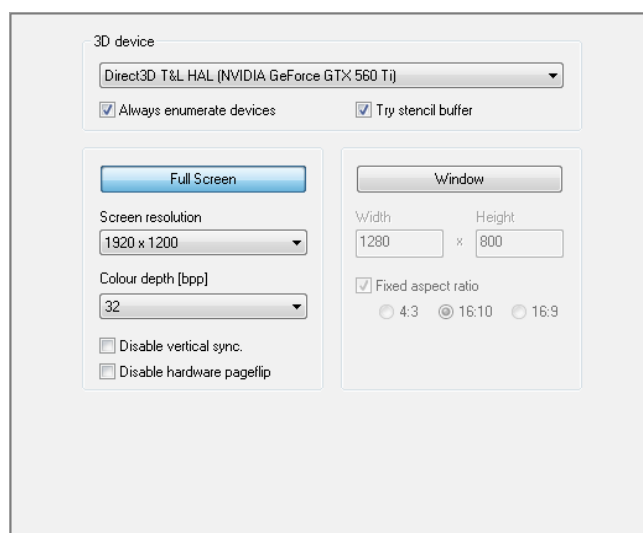 3D device
Direct3D T&L HAL (NVIDIA GeForce GTX 560 Ti)
Always enumerate devices
Try stencil buffer
Full Screen
Screen resolution
1920 x 1200
Colour depth [bpp]
32
Disable vertical sync.
Disable hardware pageflip
Window
Width Height
1280 x 800
Fixed aspect ratio
4:3 16:10 16:9